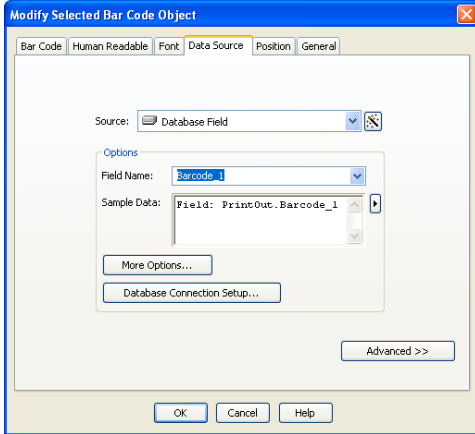 Modify Selected Bar Code Object
Bar Code Human Readable Font Data Source Position General
Source: Database Field
Options
Field Name: Barcode_1
Sample Data: Field: PrintOut.Barcode_1
More Options...
Database Connection Setup...
Advanced >>
OK Cancel Help